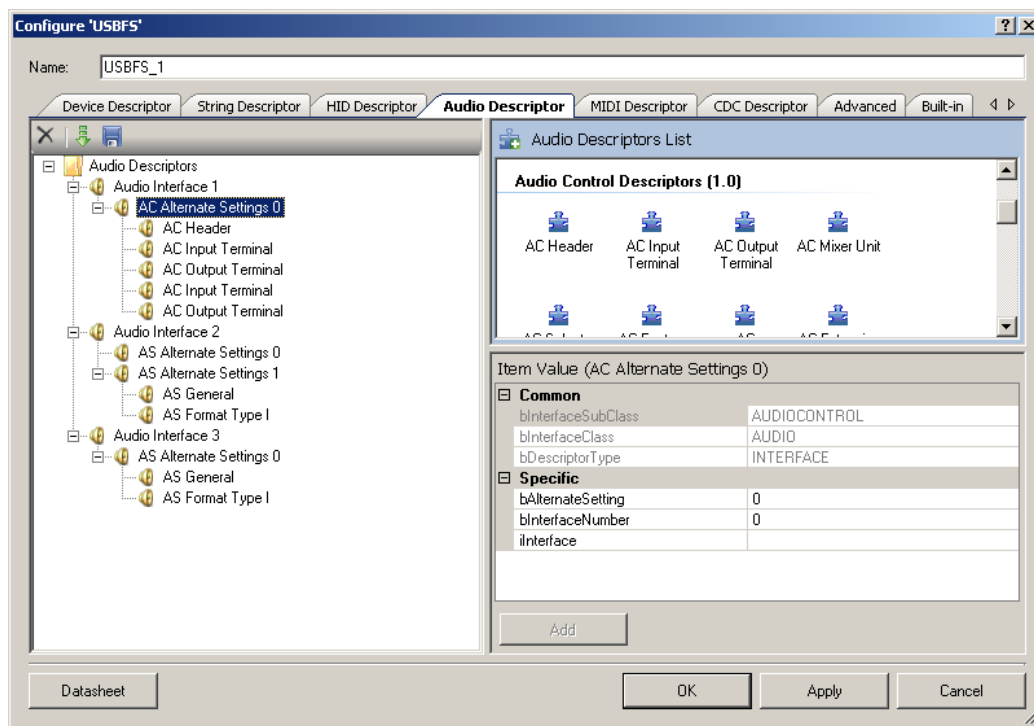 Configure 'USBFS'
Name: USBFS_1
Device Descriptor String Descriptor HID Descriptor Audio Descriptor MIDI Descriptor CDC Descriptor Advanced Built-in
Audio Descriptors
Audio Interface 1
AC Alternate Settings 0
AC Header
AC Input Terminal
AC Output Terminal
AC Input Terminal
AC Output Terminal
Audio Interface 2
AS Alternate Settings 0
AS Alternate Settings 1
AS General
AS Format Type I
Audio Interface 3
AS Alternate Settings 0
AS General
AS Format Type I
Audio Descriptors List
Audio Control Descriptors (1.0)
AC Header AC Input AC Output AC Mixer Unit
Terminal Terminal
Item Value (AC Alternate Settings 0)
Common
bInterfaceSubClass AUDIOCONTROL
bInterfaceClass AUDIO
bDescriptorType INTERFACE
Specific
bAlternateSetting 0
bInterfaceNumber 0
iInterface
Add
Datasheet OK Apply Cancel